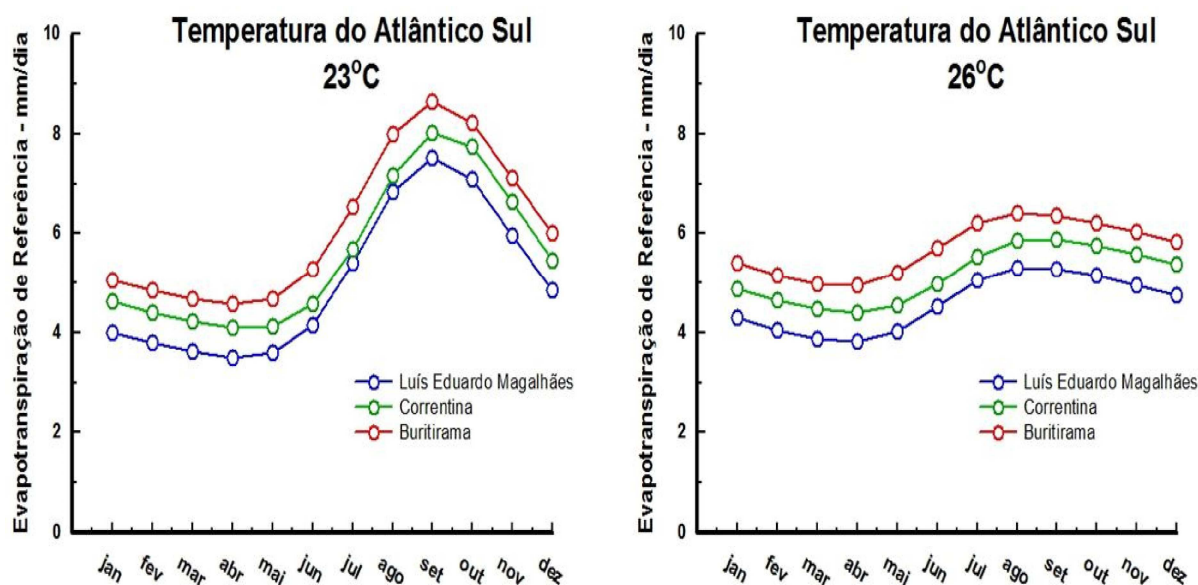 Temperatura do Atlântico Sul
23°C
Evapotranspiração de Referência - mm/dia
10
8
6
4
2
0
Luís Eduardo Magalhães
Correntina
Buritirama
jan fev mar abr mai jun jul ago set out nov dez
Temperatura do Atlântico Sul
26°C
Evapotranspiração de Referência - mm/dia
10
8
6
4
2
0
Luís Eduardo Magalhães
Correntina
Buritirama
jan fev mar abr mai jun jul ago set out nov dez